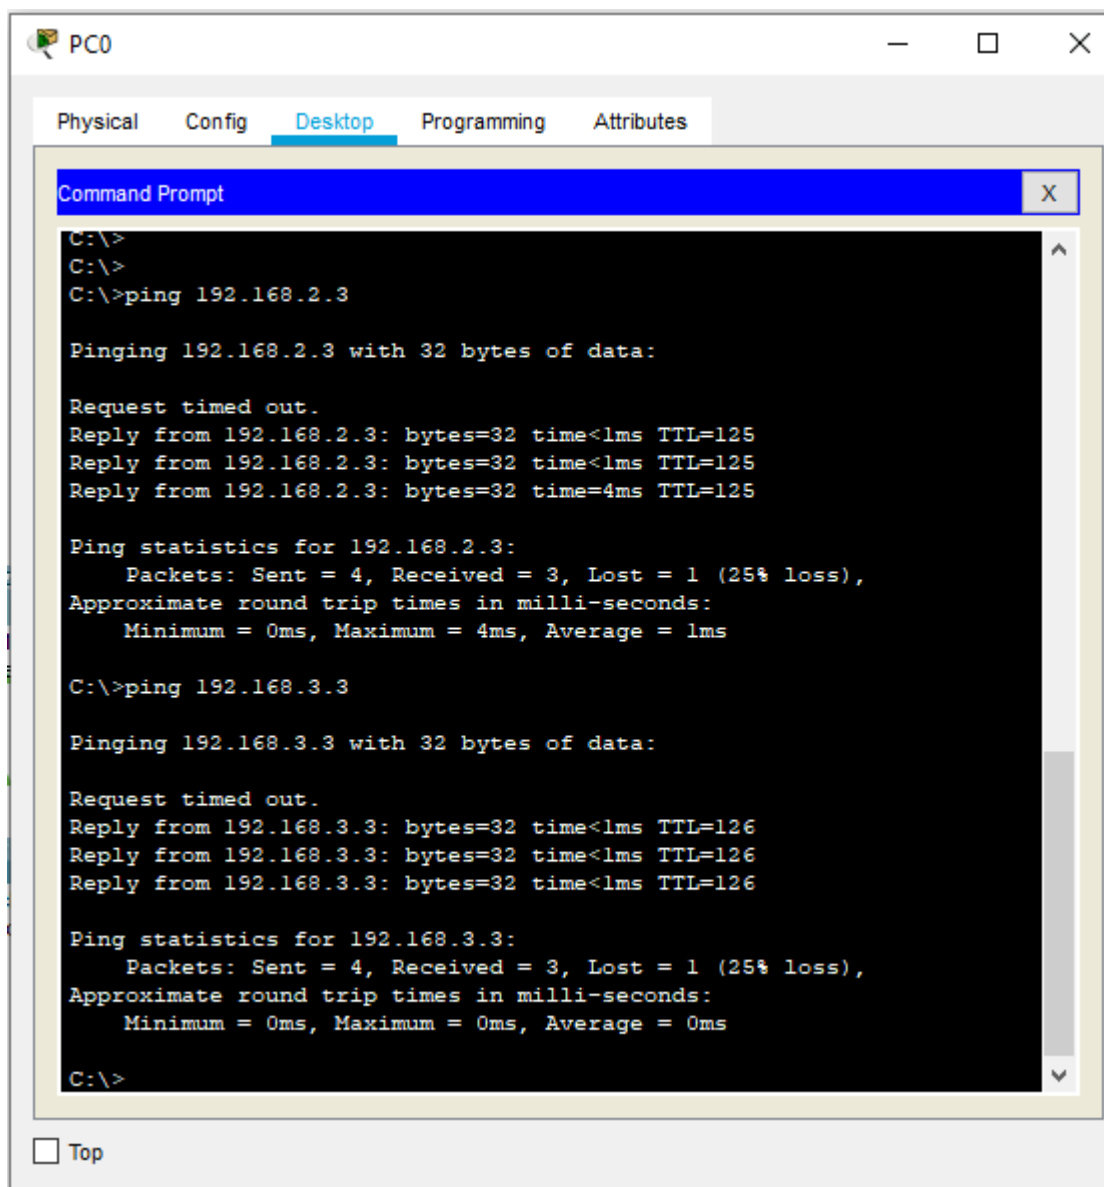 PC0
Physical Config Desktop Programming Attributes
Command Prompt X
C:\>
C:\>
C:\>ping 192.168.2.3
Pinging 192.168.2.3 with 32 bytes of data:
Request timed out.
Reply from 192.168.2.3: bytes=32 time<1ms TTL=125
Reply from 192.168.2.3: bytes=32 time<1ms TTL=125
Reply from 192.168.2.3: bytes=32 time=4ms TTL=125
Ping statistics for 192.168.2.3:
Packets: Sent = 4, Received = 3, Lost = 1 (25% loss),
Approximate round trip times in milli-seconds:
Minimum = 0ms, Maximum = 4ms, Average = 1ms
C:\>ping 192.168.3.3
Pinging 192.168.3.3 with 32 bytes of data:
Request timed out.
Reply from 192.168.3.3: bytes=32 time<1ms TTL=126
Reply from 192.168.3.3: bytes=32 time<1ms TTL=126
Reply from 192.168.3.3: bytes=32 time<1ms TTL=126
Ping statistics for 192.168.3.3:
Packets: Sent = 4, Received = 3, Lost = 1 (25% loss),
Approximate round trip times in milli-seconds:
Minimum = 0ms, Maximum = 0ms, Average = 0ms
C:\>
Top